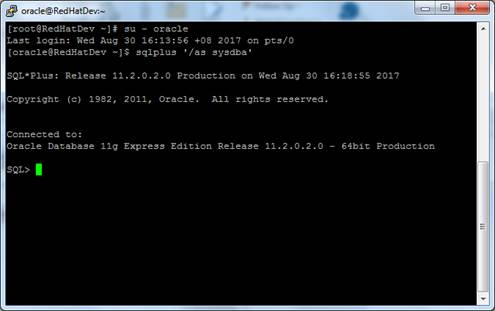 oracle@RedHatDev:~
[root@RedHatDev ~]# su - oracle
Last login: Wed Aug 30 16:13:56 +08 2017 on pts/0
[oracle@RedHatDev ~]$ sqlplus '/as sysdba'
SQL*Plus: Release 11.2.0.2.0 Production on Wed Aug 30 16:18:55 2017
Copyright (c) 1982, 2011, Oracle.  All rights reserved.
Connected to:
Oracle Database 11g Express Edition Release 11.2.0.2.0 - 64bit Production
SQL>